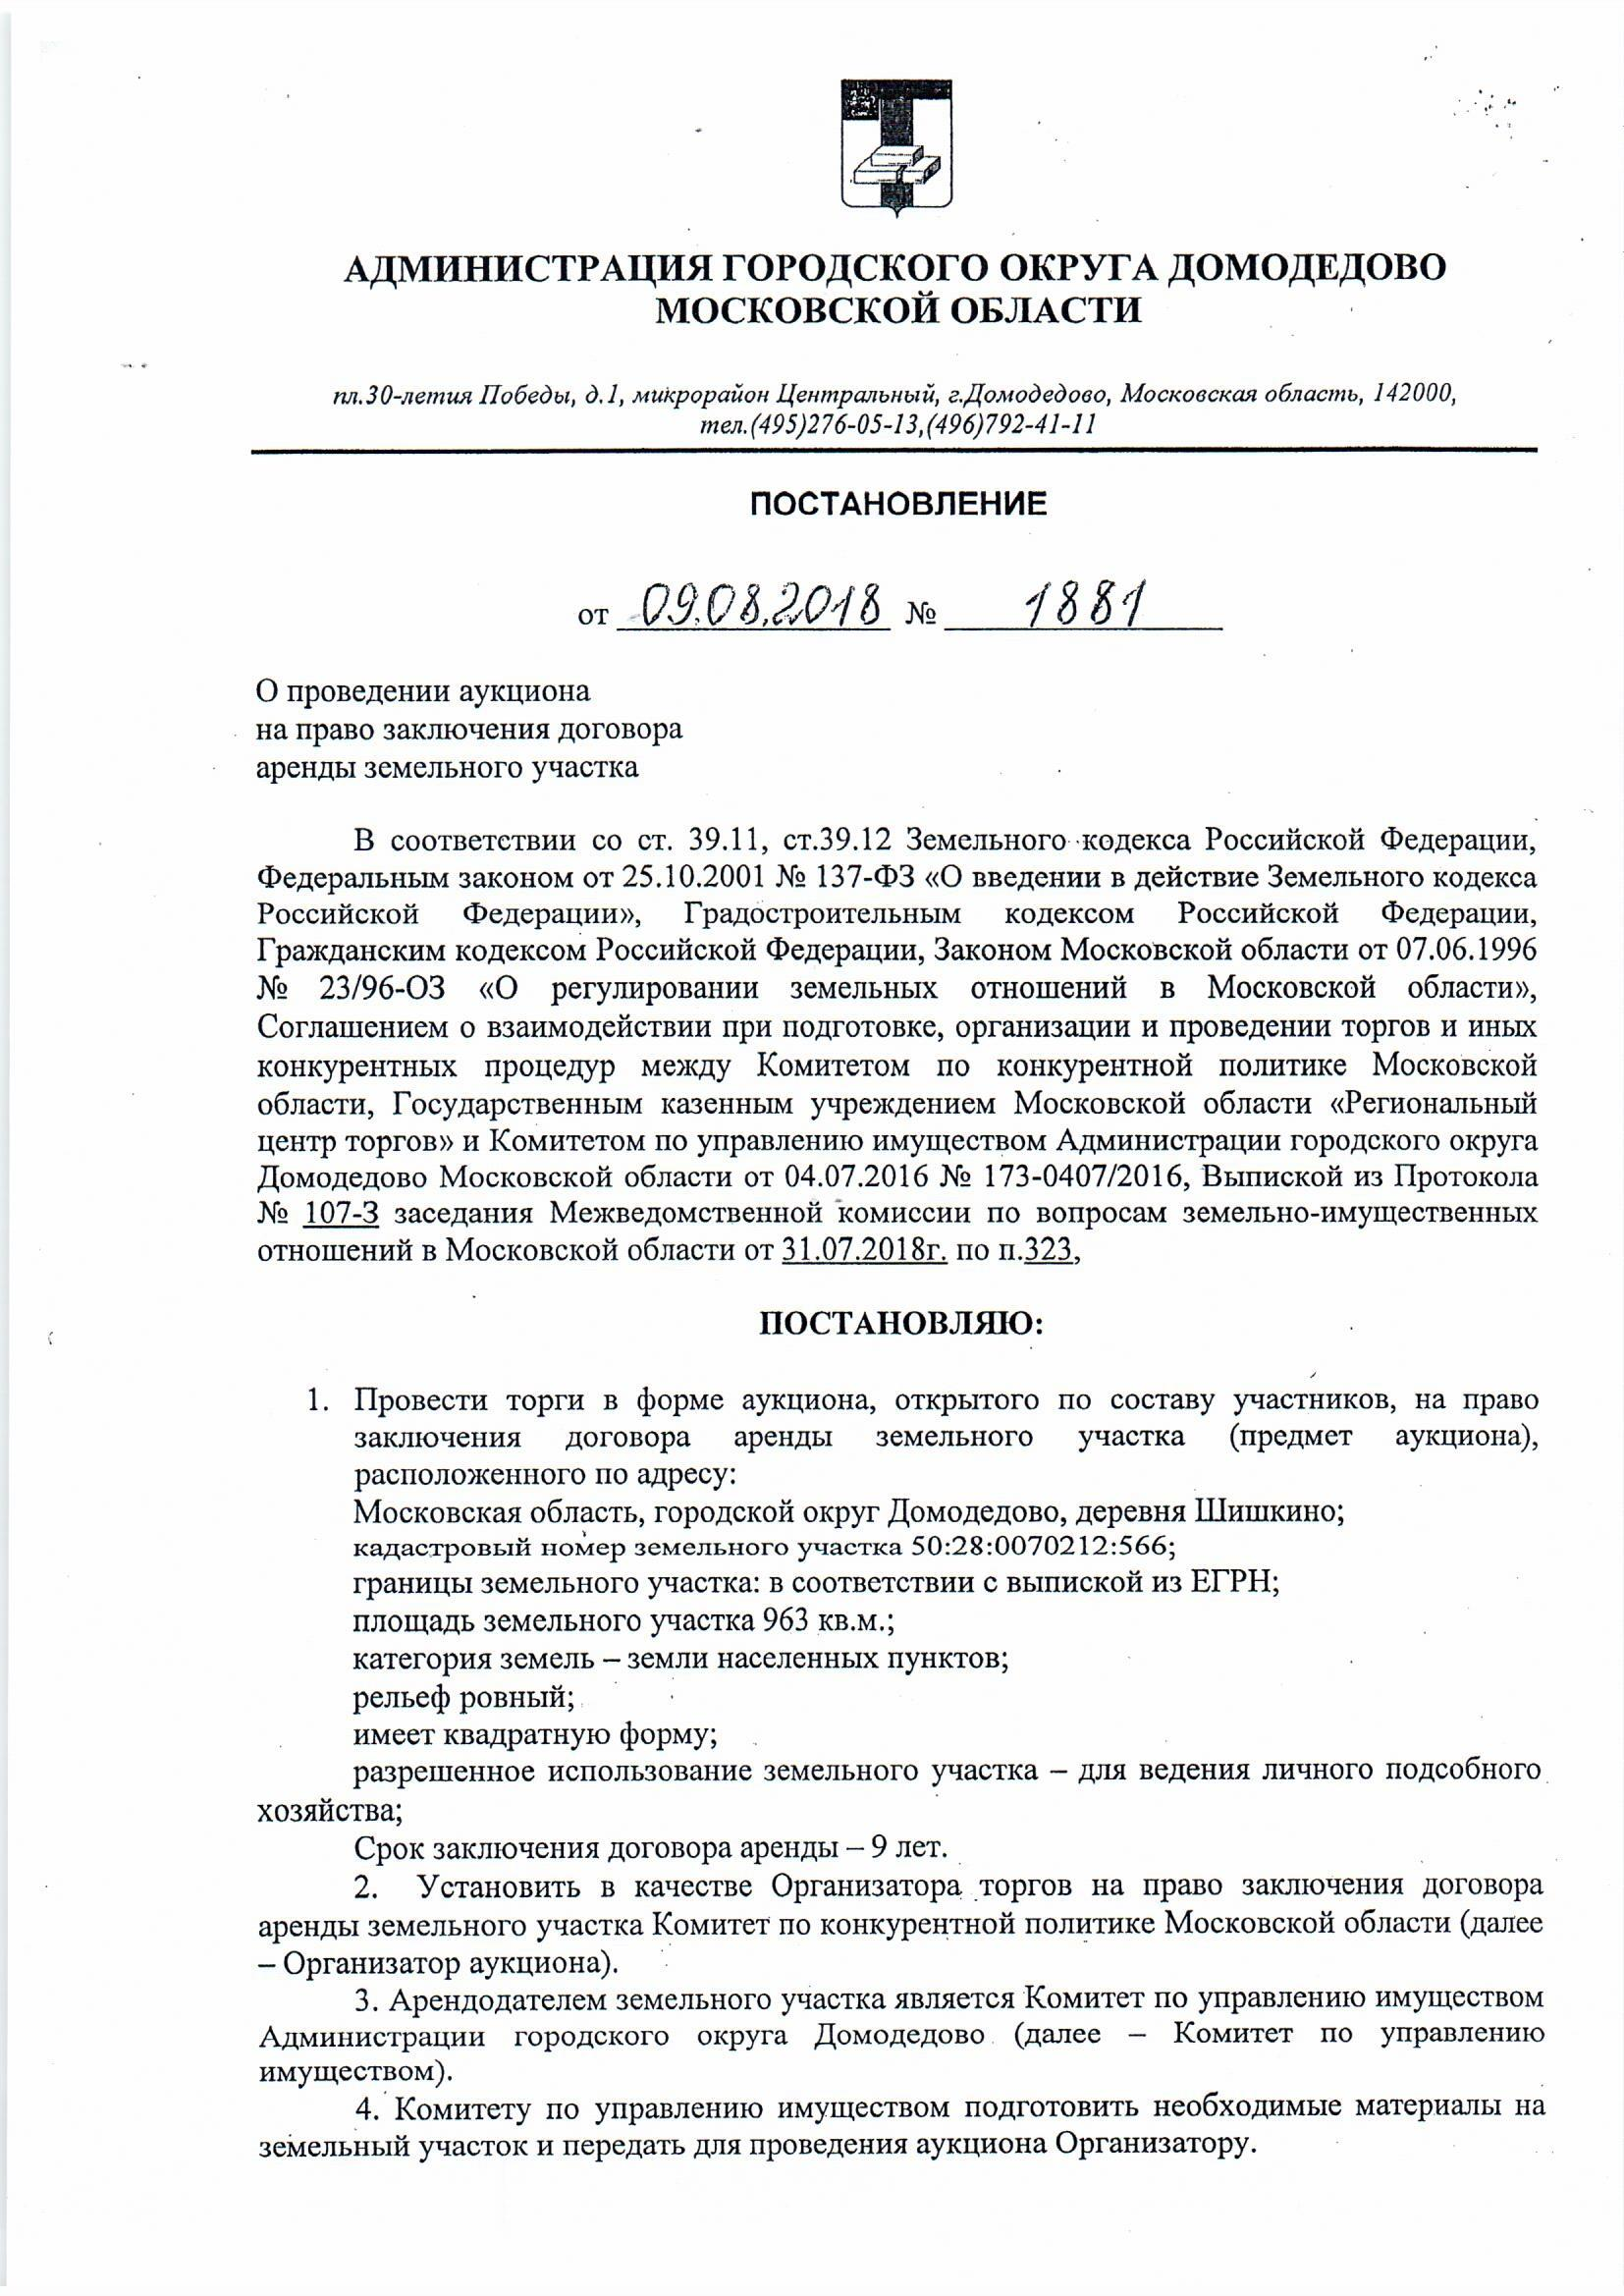 АДМИНИСТРАЦИЯ ГОРОДСКОГО ОКРУГА ДОМОДЕДОВО
МОСКОВСКОЙ ОБЛАСТИ
пл.30-летия Победы, д.1, микрорайон Центральный, г.Домодедово, Московская область, 142000,
тел.(495)276-05-13,(496)792-41-11
ПОСТАНОВЛЕНИЕ
от 09.08.2018 № 1881
О проведении аукциона
на право заключения договора
аренды земельного участка
В соответствии со ст. 39.11, ст.39.12 Земельного кодекса Российской Федерации,
Федеральным законом от 25.10.2001 № 137-ФЗ «О введении в действие Земельного кодекса
Российской Федерации», Градостроительным кодексом Российской Федерации,
Гражданским кодексом Российской Федерации, Законом Московской области от 07.06.1996
№ 23/96-ОЗ «О регулировании земельных отношений в Московской области»,
Соглашением о взаимодействии при подготовке, организации и проведении торгов и иных
конкурентных процедур между Комитетом по конкурентной политике Московской
области, Государственным казенным учреждением Московской области «Региональный
центр торгов» и Комитетом по управлению имуществом Администрации городского округа
Домодедово Московской области от 04.07.2016 № 173-0407/2016, Выпиской из Протокола
№ 107-З заседания Межведомственной комиссии по вопросам земельно-имущественных
отношений в Московской области от 31.07.2018г. по п.323,
ПОСТАНОВЛЯЮ:
1. Провести торги в форме аукциона, открытого по составу участников, на право
заключения договора аренды земельного участка (предмет аукциона),
расположенного по адресу:
Московская область, городской округ Домодедово, деревня Шишкино;
кадастровый номер земельного участка 50:28:0070212:566;
границы земельного участка: в соответствии с выпиской из ЕГРН;
площадь земельного участка 963 кв.м.;
категория земель – земли населенных пунктов;
рельеф ровный;
имеет квадратную форму;
разрешенное использование земельного участка – для ведения личного подсобного
хозяйства;
Срок заключения договора аренды – 9 лет.
2. Установить в качестве Организатора торгов на право заключения договора
аренды земельного участка Комитет по конкурентной политике Московской области (далее
– Организатор аукциона).
3. Арендодателем земельного участка является Комитет по управлению имуществом
Администрации городского округа Домодедово (далее – Комитет по управлению
имуществом).
4. Комитету по управлению имуществом подготовить необходимые материалы на
земельный участок и передать для проведения аукциона Организатору.